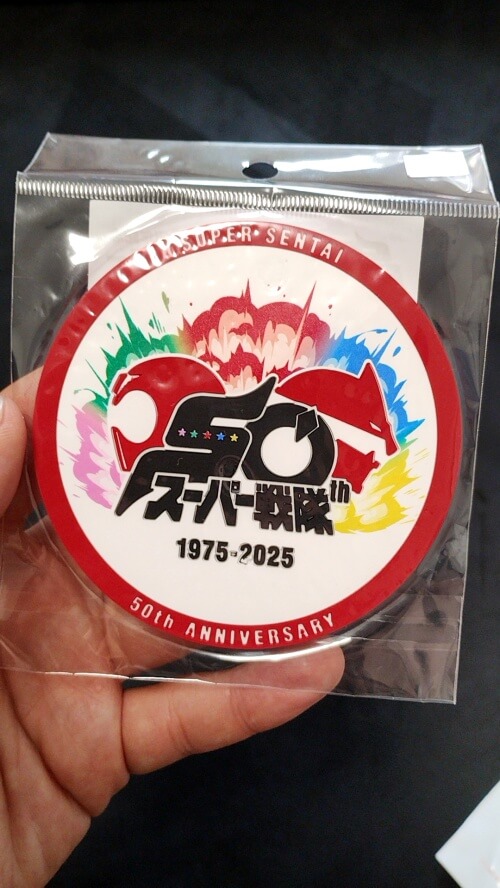 SUPER SENTAI
50th
スーパー戦隊
1975-2025
50th ANNIVERSARY